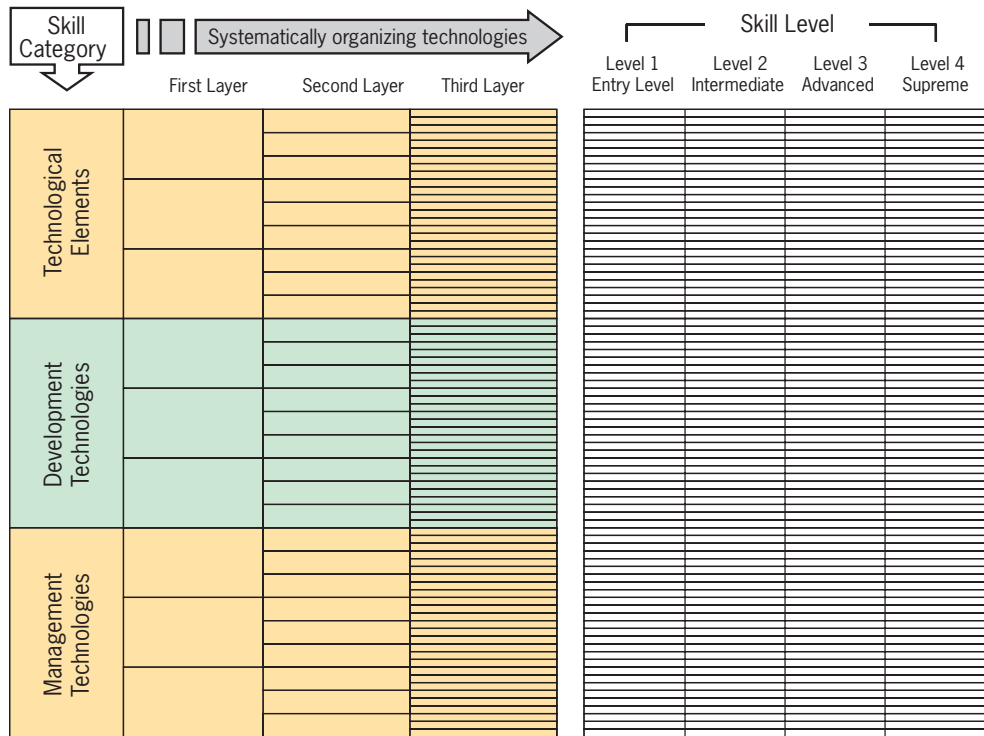 Skill
Category
Systematically organizing technologies
Skill Level
First Layer
Second Layer
Third Layer
Level 1
Entry Level
Level 2
Intermediate
Level 3
Advanced
Level 4
Supreme
Technological
Elements
Development
Technologies
Management
Technologies